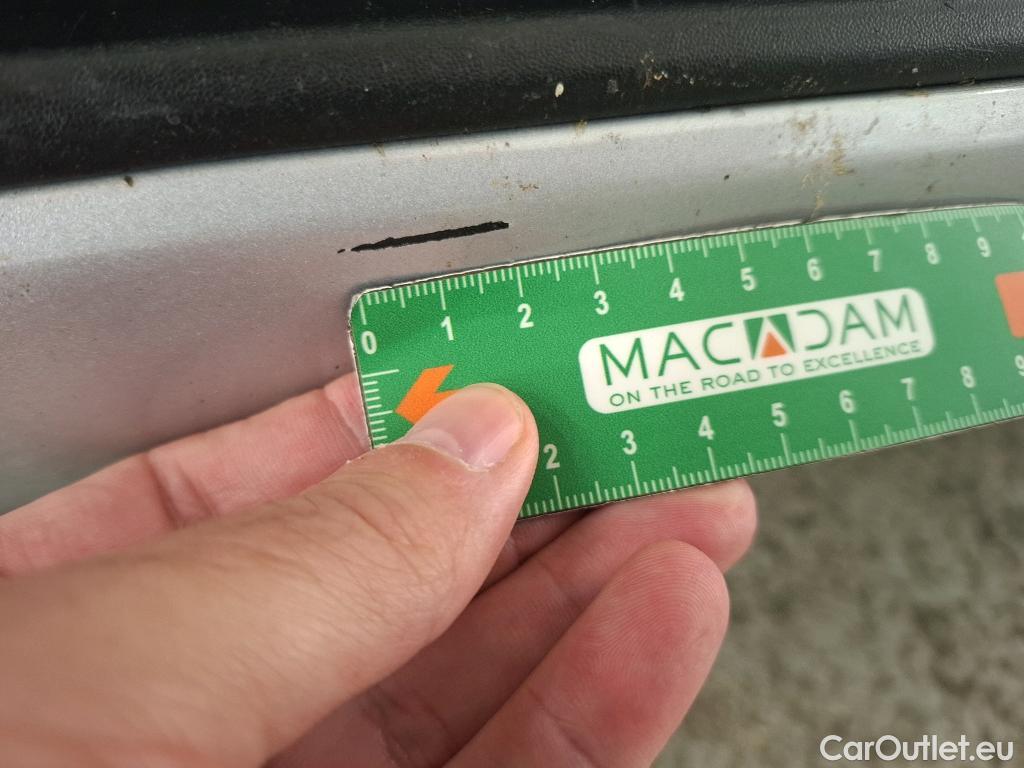 0 1 2 3 4 5 6 7 8 9
MACADAM
ON THE ROAD TO EXCELLENCE
2 3 4 5 6 7 8 9
CarOutlet.eu